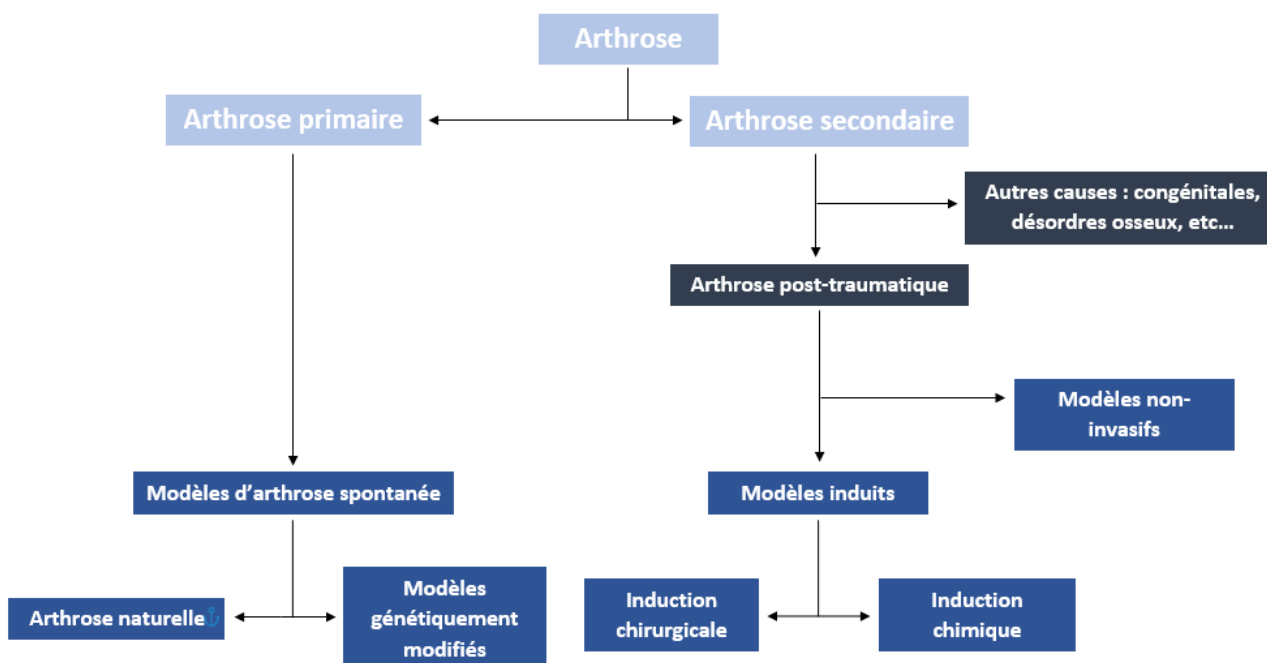 Arthrose
Arthrose primaire
Arthrose secondaire
Autres causes : congénitales,
désordres osseux, etc...
Arthrose post-traumatique
Modèles non-
invasifs
Modèles d’arthrose spontanée
Modèles induits
Arthrose naturelle
Modèles
génétiquement
modifiés
Induction
chirurgicale
Induction
chimique